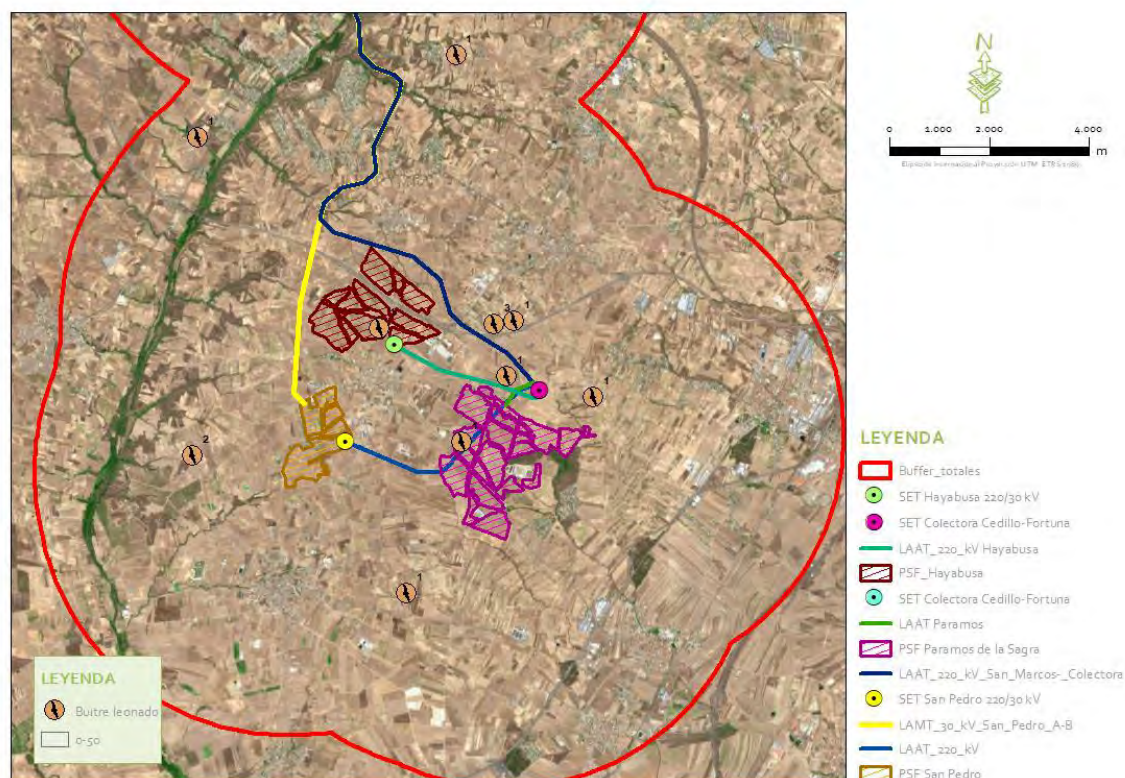 N
0 1.000 2.000 4.000
m
LEYENDA
Buffer_totales
SET Hayabusa 220/30 kV
SET Colectora Cedillo-Fortuna
LAAT_220_kV Hayabusa
PSF_Hayabusa
SET Colectora Cedillo-Fortuna
LAAT Paramos
PSF Paramos de la Sagra
LAAT_220_kV_San_Marcos-_Colectora
SET San Pedro 220/30 kV
LAMT_30_kV_San_Pedro_A-B
LAAT_220_kV
PSF San Pedro
1
1
3 1
1
1
2
1
LEYENDA
Buitre leonado
0-50